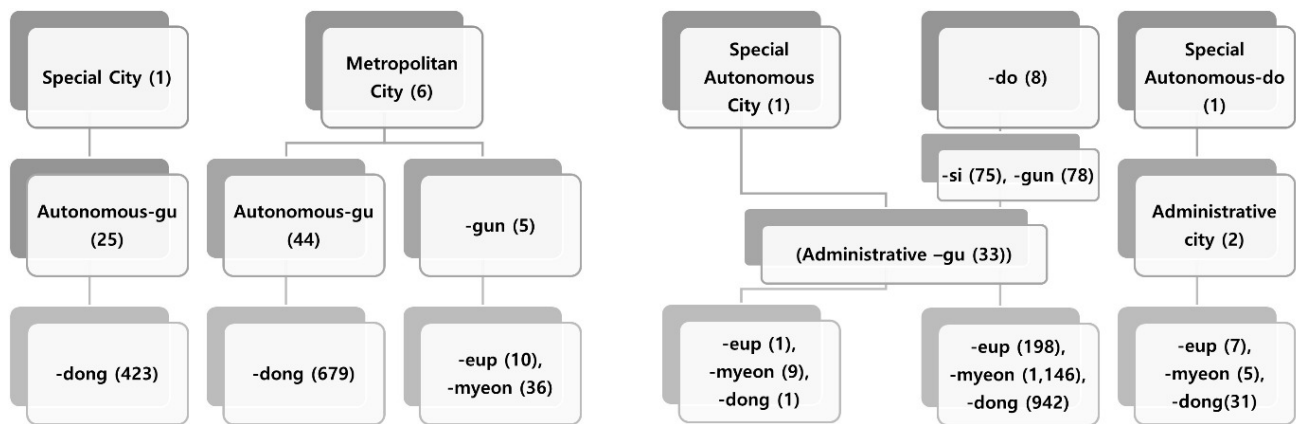 Special City (1)
Metropolitan
City (6)
Special
Autonomous
City (1)
-do (8)
Special
Autonomous-do
(1)
-si (75), -gun (78)
Autonomous-gu
(25)
Autonomous-gu
(44)
-gun (5)
(Administrative –gu (33))
Administrative
city (2)
-dong (423)
-dong (679)
-eup (10),
-myeon (36)
-eup (1),
-myeon (9),
-dong (1)
-eup (198),
-myeon (1,146),
-dong (942)
-eup (7),
-myeon (5),
-dong(31)